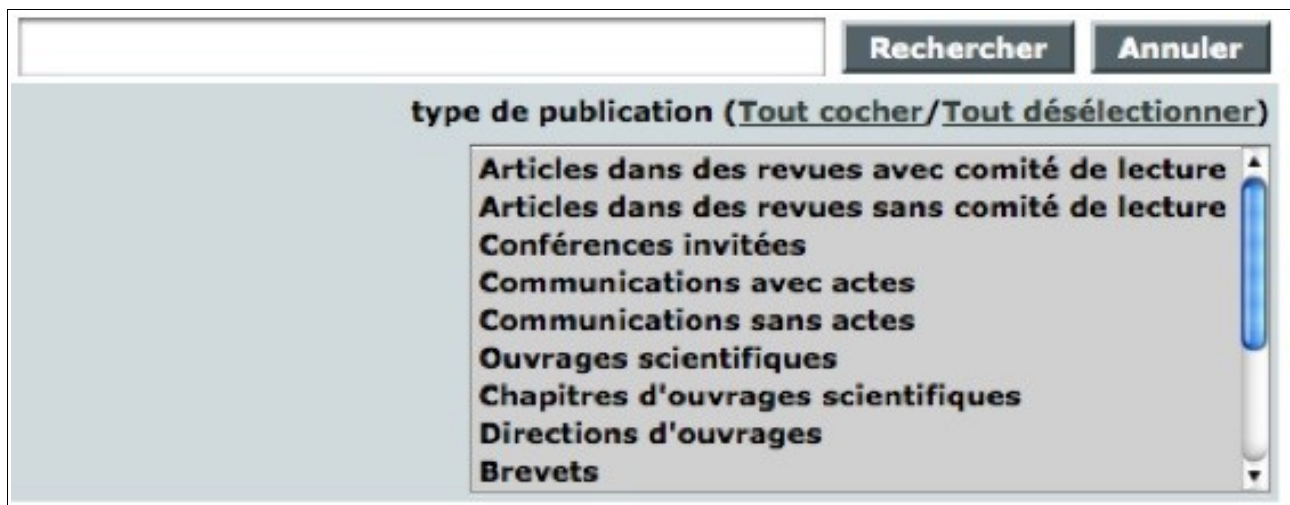 Rechercher Annuler
type de publication (Tout cocher/Tout désélectionner)
Articles dans des revues avec comité de lecture
Articles dans des revues sans comité de lecture
Conférences invitées
Communications avec actes
Communications sans actes
Ouvrages scientifiques
Chapitres d'ouvrages scientifiques
Directions d'ouvrages
Brevets